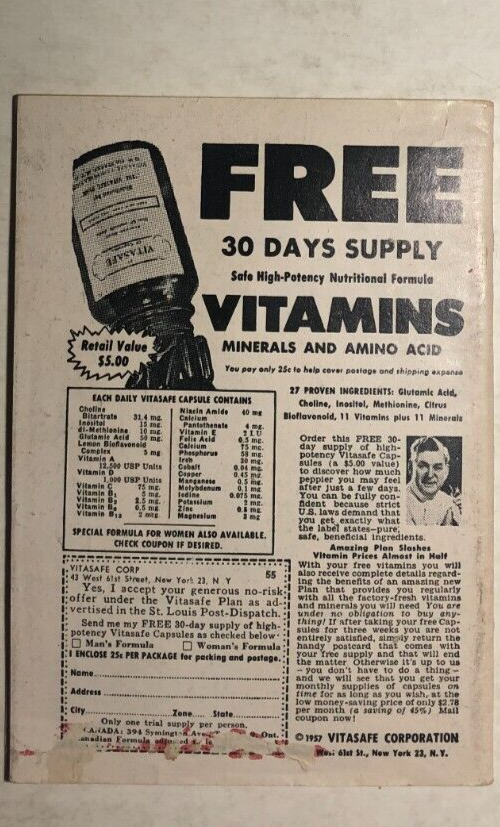 FREE
30 DAYS SUPPLY
Safe High-Potency Nutritional Formula
VITAMINS
MINERALS AND AMINO ACID
You pay only 25c to help cover postage and shipping expense
VITASAFE
Retail Value
$5.00
EACH DAILY VITASAFE CAPSULE CONTAINS
Choline
Bitartrate 31.4 mg.
Inositol 15 mg.
dl-Methionine 10 mg.
Glutamic Acid 50 mg.
Lemon Bioflavonoid
Complex 5 mg
Vitamin A
12,500 USP Units
Vitamin D
1,000 USP Units
Vitamin C 75 mg.
Vitamin B1 5 mg.
Vitamin B2 2.5 mg.
Vitamin B6 0.5 mg
Vitamin B12 2 mcg
Niacin Amide 40 mg
Calcium
Pantothenate 4 mg.
Vitamin E 2 I U
Folic Acid 0.5 mg.
Calcium 75 mg.
Phosphorus 58 mg
Iron 30 mg.
Cobalt 0.04 mg.
Copper 0.45 mg.
Manganese 0.5 mg.
Molybdenum 0.1 mg.
Iodine 0.075 mg.
Potassium 2 mg.
Zinc 0.5 mg
Magnesium 3 mg
SPECIAL FORMULA FOR WOMEN ALSO AVAILABLE.
CHECK COUPON IF DESIRED.
27 PROVEN INGREDIENTS: Glutamic Acid,
Choline, Inositol, Methionine, Citrus
Bioflavonoid, 11 Vitamins plus 11 Minerals
Order this FREE 30-
day supply of high-
potency Vitasafe Cap-
sules (a $5.00 value)
to discover how much
peppier you may feel
after just a few days.
You can be fully con-
fident because strict
U.S. laws demand that
you get exactly what
the label states—pure,
safe, beneficial ingredients.
Amazing Plan Slashes
Vitamin Prices Almost in Half
With your free vitamins you will
also receive complete details regard-
ing the benefits of an amazing new
Plan that provides you regularly
with all the factory-fresh vitamins
and minerals you will need You are
under no obligation to buy any-
thing! If after taking your free Cap-
sules for three weeks you are not
entirely satisfied, simply return the
handy postcard that comes with
your free supply and that will end
the matter Otherwise it's up to us
—you don't have to do a thing—
and we will see that you get your
monthly supplies of capsules on
time for as long as you wish, at the
low money-saving price of only $2.78
per month (a saving of 45%) Mail
coupon now!
© 1957 VITASAFE CORPORATION
West 61st St., New York 23, N. Y.
VITASAFE CORP 55
43 West 61st Street, New York 23, N Y
Yes, I accept your generous no-risk
offer under the Vitasafe Plan as ad-
vertised in the St. Louis Post-Dispatch.
Send me my FREE 30-day supply of high-
potency Vitasafe Capsules as checked below
Man's Formula Woman's Formula
I ENCLOSE 25¢ PER PACKAGE for packing and postage.
Name
Address
City Zone State
Only one trial supply per person.
CANADA: 394 Symington Ave Ont.
Canadian Formula